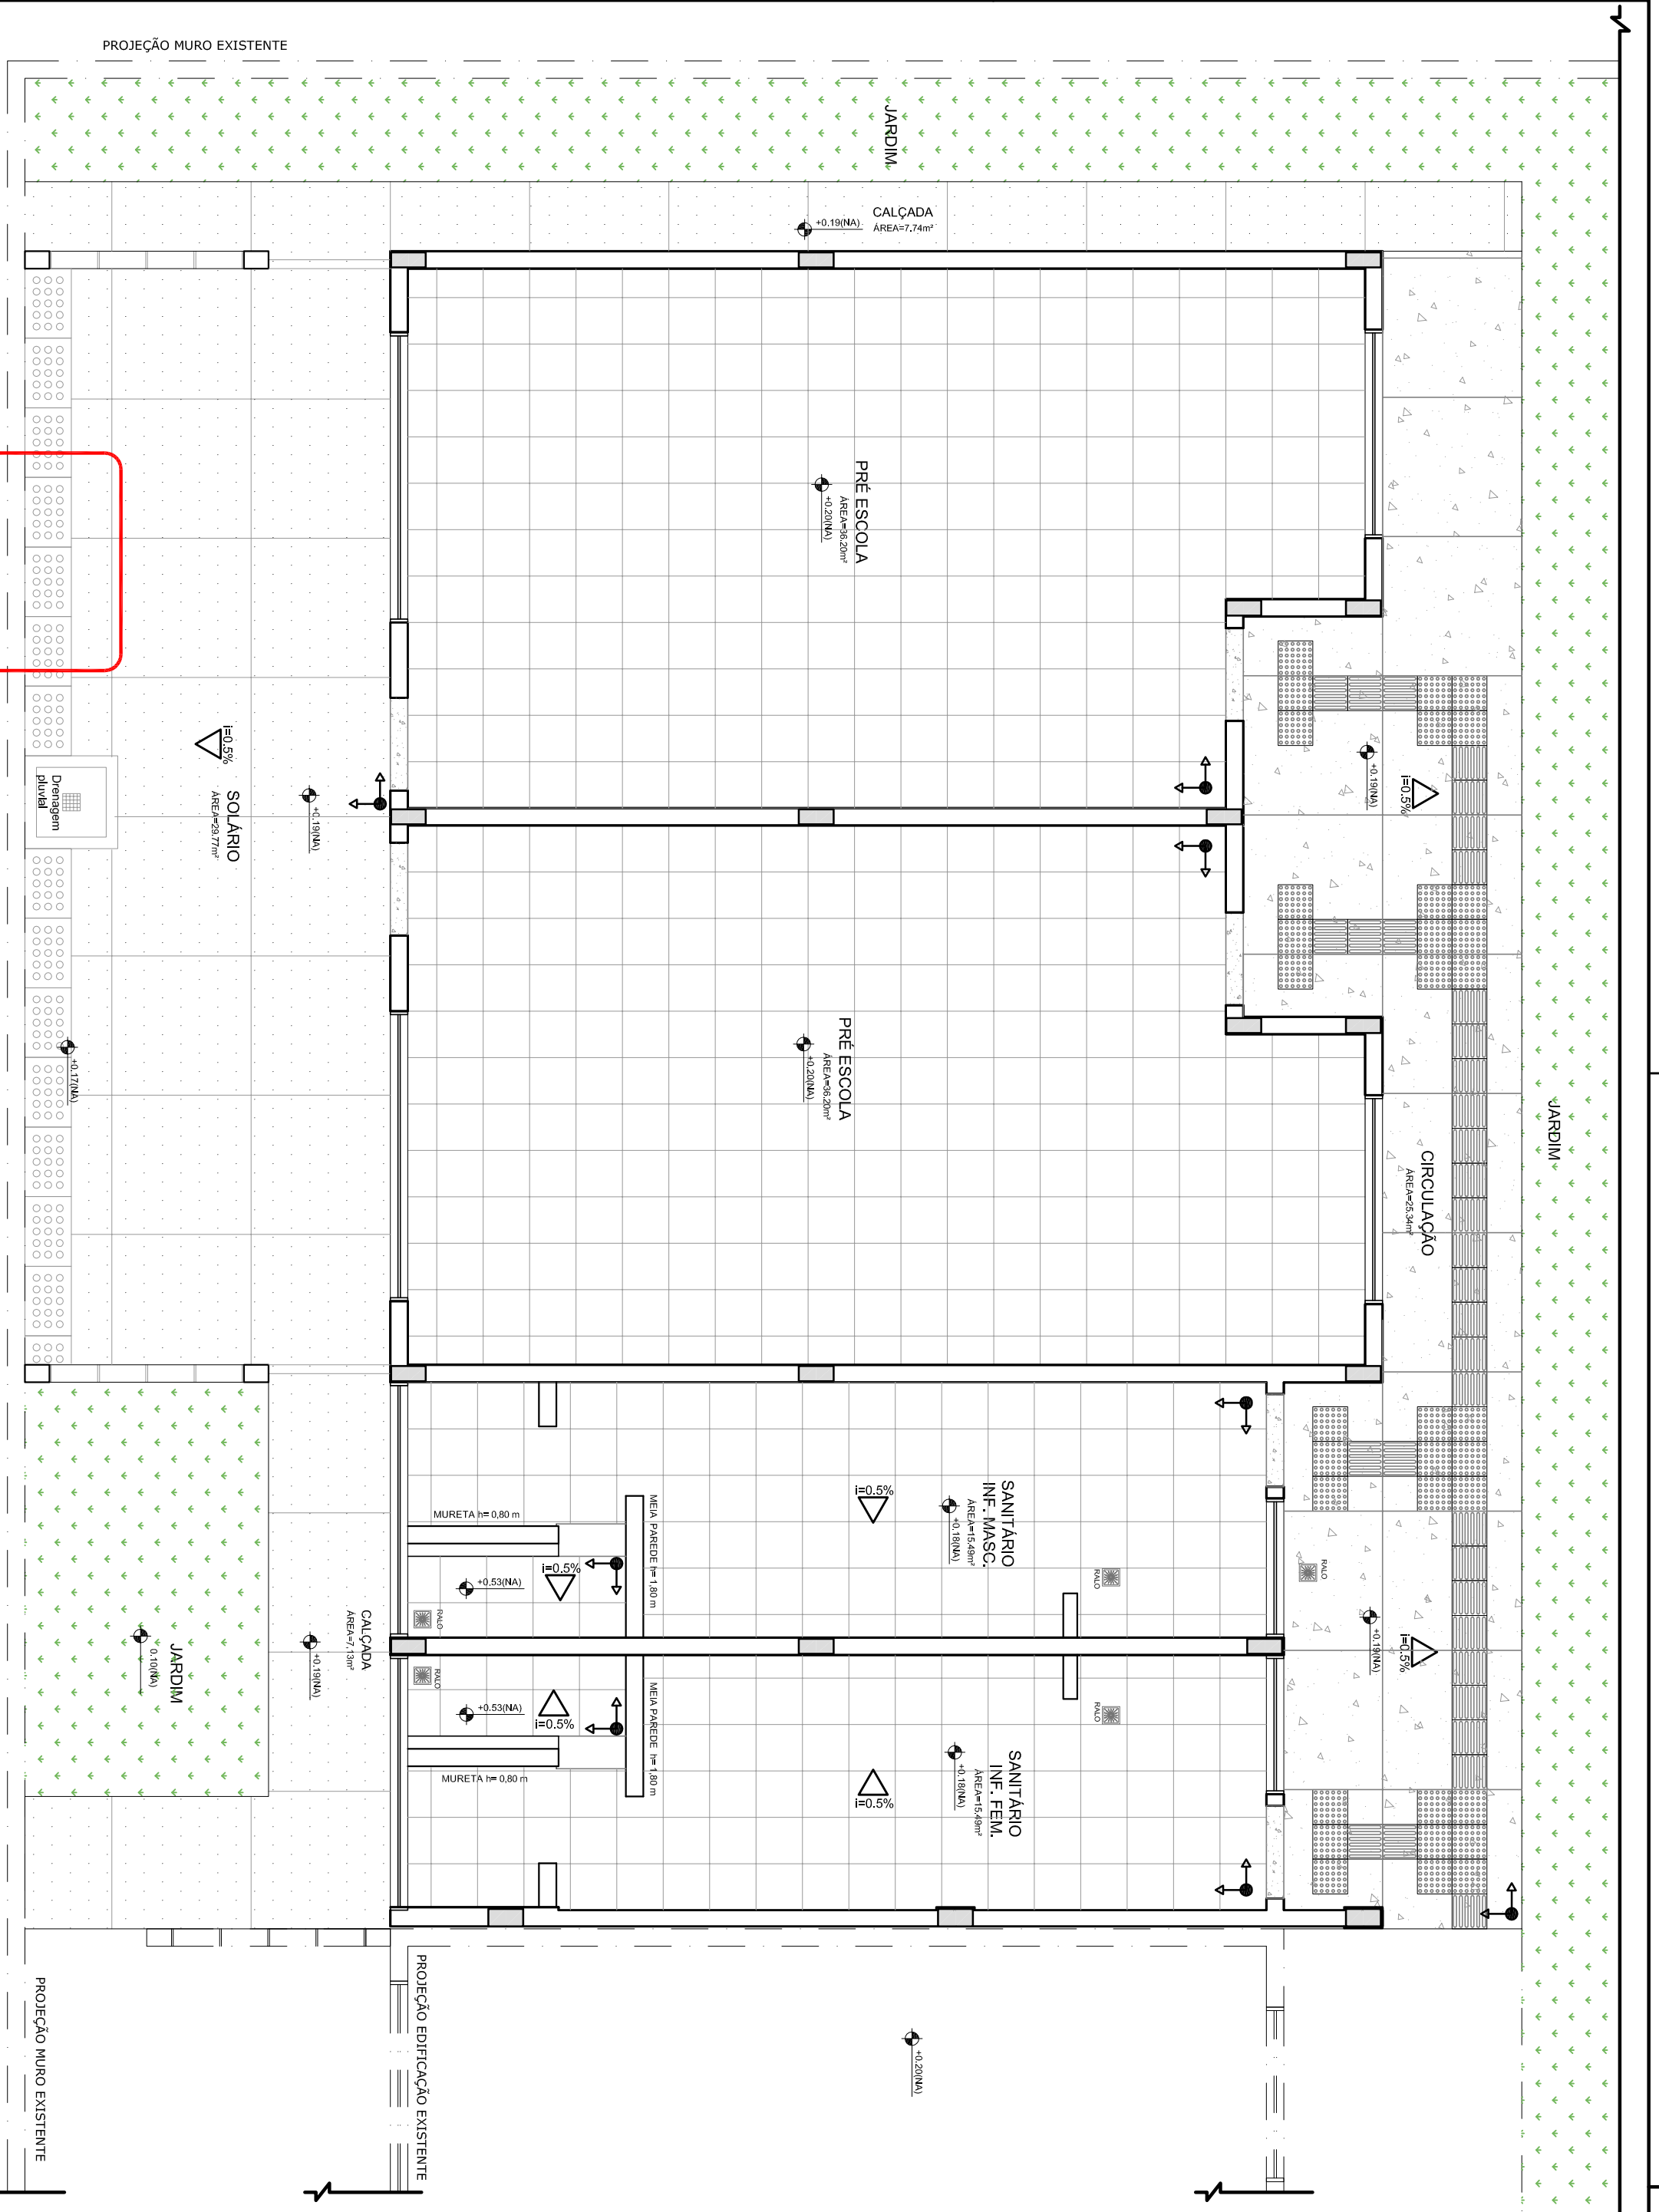 PROJEÇÃO MURO EXISTENTE
JARDIM
CALÇADA
ÁREA=7,74m²
+0,19(NA)
PRÉ ESCOLA
ÁREA=36.20m²
+0.20(NA)
i=0.5%
+0.19(NA)
i=0.5%
SOLÁRIO
ÁREA=29.77m²
+0.19(NA)
Drenagem
pluvial
PRÉ ESCOLA
ÁREA=36.20m²
+0.20(NA)
+0.17(NA)
JARDIM
CIRCULAÇÃO
ÁREA=25.34m²
SANITÁRIO
INF. MASC.
ÁREA=15.49m²
+0.18(NA)
i=0.5%
MEIA PAREDE h= 1,80 m
MURETA h= 0,80 m
i=0.5%
+0.53(NA)
RALO
RALO
RALO
+0.19(NA)
i=0.5%
CALÇADA
ÁREA=7,13m²
+0.19(NA)
JARDIM
0.10(NA)
RALO
+0.53(NA)
i=0.5%
MEIA PAREDE h= 1,80 m
MURETA h= 0,80 m
RALO
SANITÁRIO
INF. FEM.
ÁREA=15.49m²
+0.18(NA)
i=0.5%
PROJEÇÃO EDIFICAÇÃO EXISTENTE
PROJEÇÃO MURO EXISTENTE
+0.20(NA)